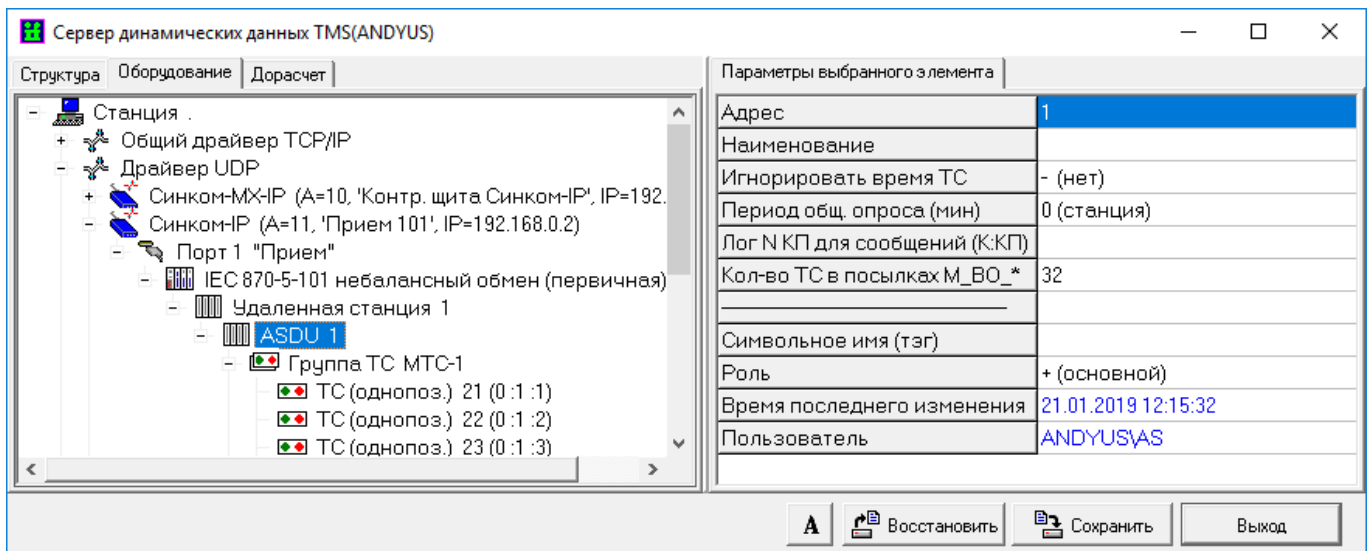 Сервер динамических данных TMS(ANDYUS)
Структура Оборудование Дорасчет
Станция .
Общий драйвер TCP/IP
Драйвер UDP
Синком-MX-IP (A=10, 'Контр. щита Синком-IP', IP=192.
Синком-IP (A=11, 'Прием 101', IP=192.168.0.2)
Порт 1 "Прием"
IEC 870-5-101 небалансный обмен (первичная)
Удаленная станция 1
ASDU 1
Группа ТС МТС-1
ТС (однопоз.) 21 (0 :1 :1)
ТС (однопоз.) 22 (0 :1 :2)
ТС (однопоз.) 23 (0 :1 :3)
Параметры выбранного элемента
Адрес 1
Наименование
Игнорировать время ТС - (нет)
Период общ. опроса (мин) 0 (станция)
Лог N КП для сообщений (К:КП)
Кол-во ТС в посылках M_BO_* 32
Символьное имя (тэг)
Роль + (основной)
Время последнего изменения 21.01.2019 12:15:32
Пользователь ANDYUS\AS
A Восстановить Сохранить Выход